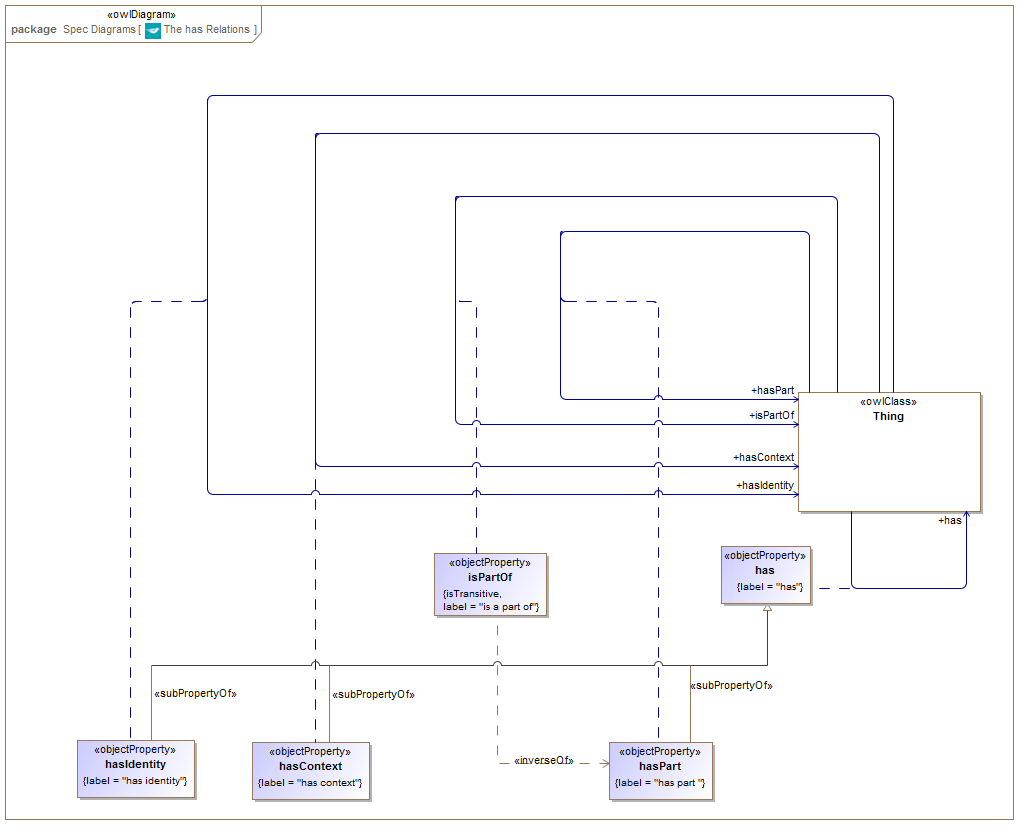 «owlDiagram»
package Spec Diagrams [ The has Relations ]
+hasPart
«owlClass»
Thing
+isPartOf
+hasContext
+hasIdentity
+has
«objectProperty»
isPartOf
{isTransitive,
label = "is a part of"}
«objectProperty»
has
{label = "has"}
«subPropertyOf»
«subPropertyOf»
«subPropertyOf»
«objectProperty»
hasIdentity
{label = "has identity"}
«objectProperty»
hasContext
{label = "has context"}
«inverseOf»
«objectProperty»
hasPart
{label = "has part "}